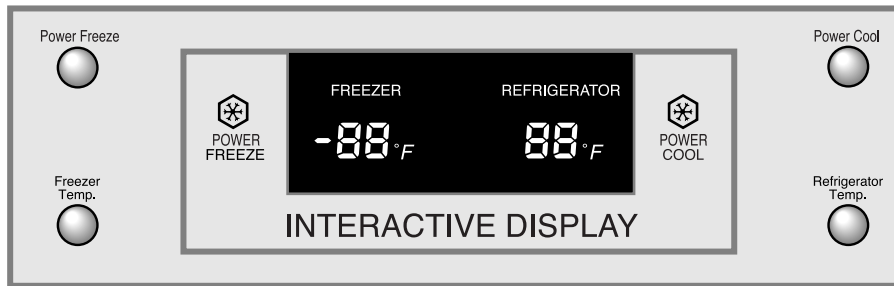 Power Freeze
Power Cool
FREEZER
REFRIGERATOR
POWER
FREEZE
-88°F
88°F
POWER
COOL
Freezer
Temp.
Refrigerator
Temp.
INTERACTIVE DISPLAY